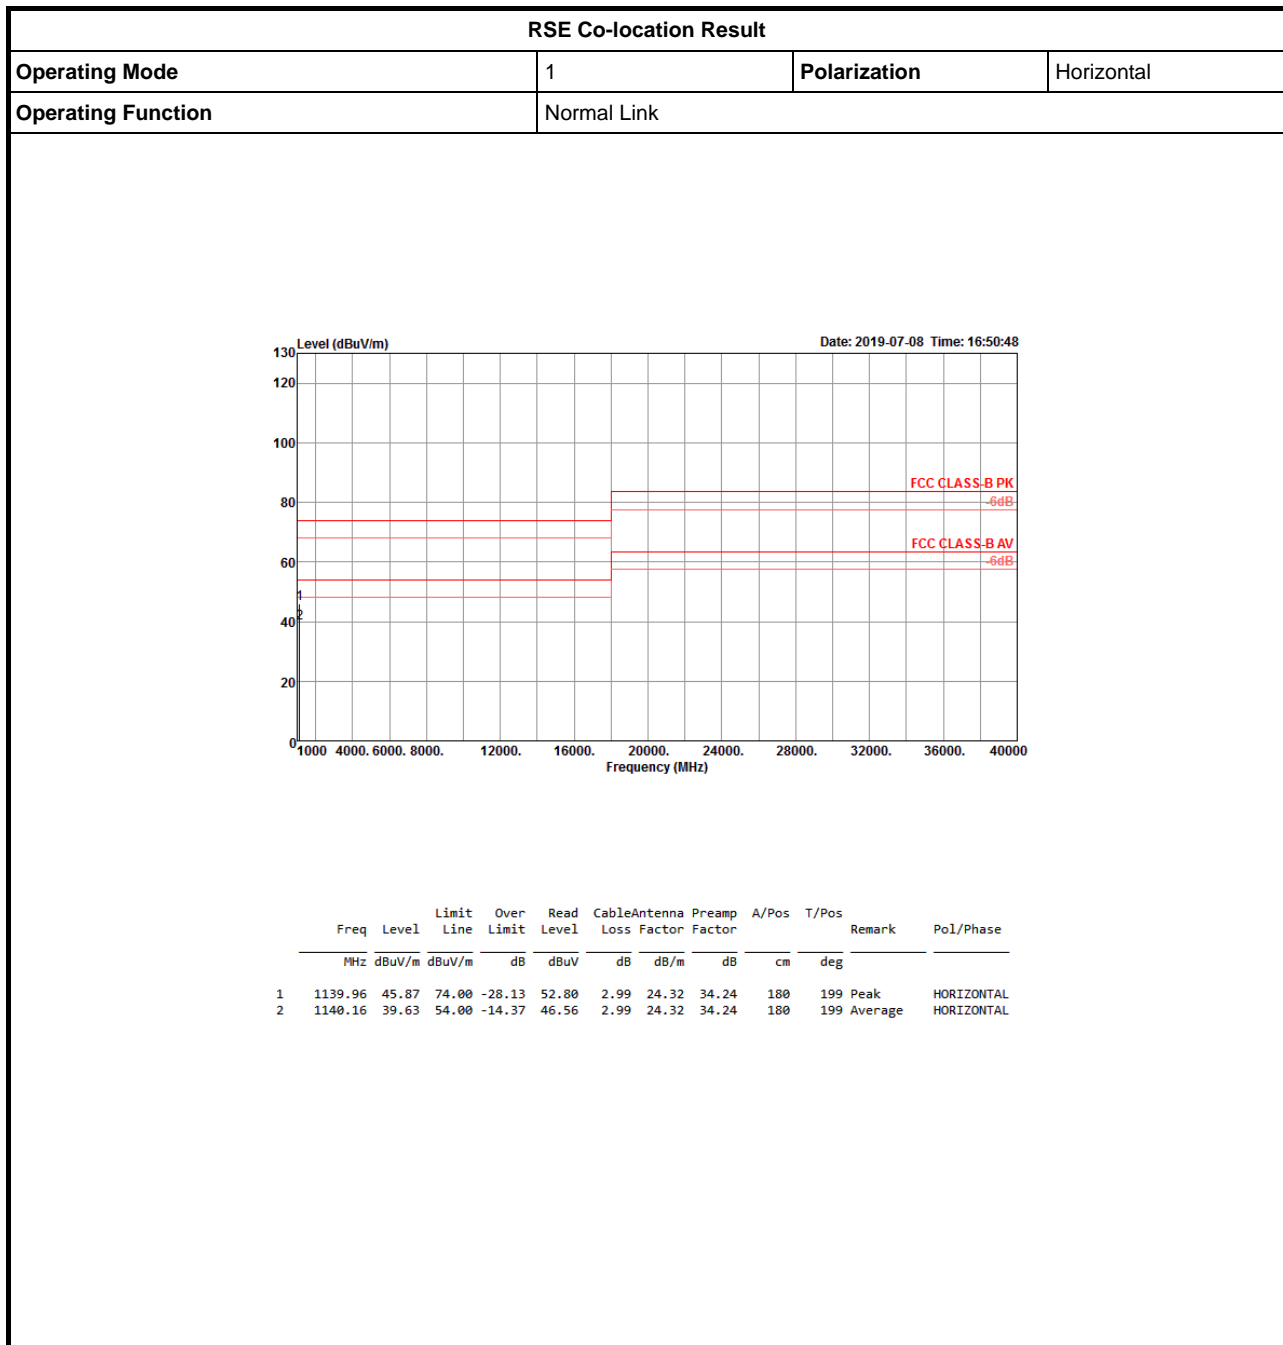 RSE Co-location Result
Operating Mode 1 Polarization Horizontal
Operating Function Normal Link
Level (dBuV/m) Date: 2019-07-08 Time: 16:50:48
130
120
100
FCC CLASS-B PK
80 -6dB
FCC CLASS-B AV
60 -6dB
1
2
40
20
0
1000 4000. 6000. 8000. 12000. 16000. 20000. 24000. 28000. 32000. 36000. 40000
Frequency (MHz)
Limit Over Read CableAntenna Preamp A/Pos T/Pos
Freq Level Line Limit Level Loss Factor Factor Remark Pol/Phase
MHz dBuV/m dBuV/m dB dBuV dB dB/m dB cm deg
1 1139.96 45.87 74.00 -28.13 52.80 2.99 24.32 34.24 180 199 Peak HORIZONTAL
2 1140.16 39.63 54.00 -14.37 46.56 2.99 24.32 34.24 180 199 Average HORIZONTAL